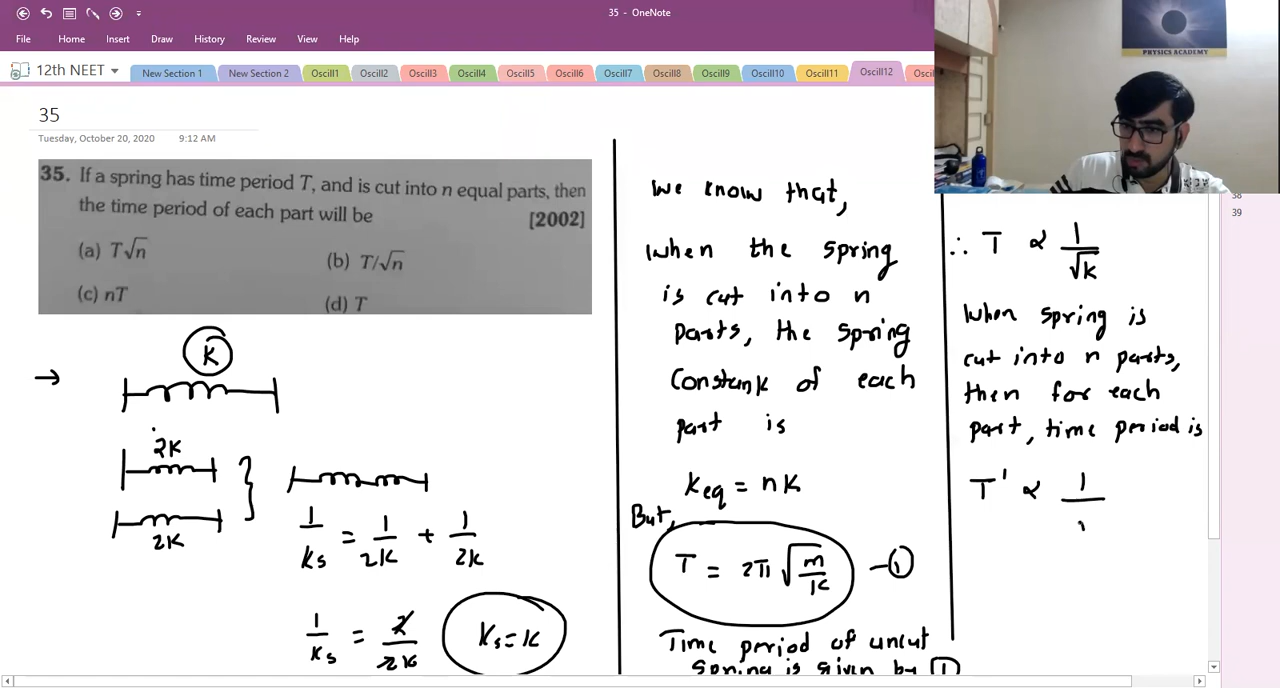 35 - OneNote
File Home Insert Draw History Review View Help
12th NEET New Section 1 New Section 2 Oscill1 Oscill2 Oscill3 Oscill4 Oscill5 Oscill6 Oscill7 Oscill8 Oscill9 Oscill10 Oscill11 Oscill12 Oscil
PHYSICS ACADEMY
35
Tuesday, October 20, 2020 9:12 AM
35. If a spring has time period T, and is cut into n equal parts, then
the time period of each part will be [2002]
(a) T√n
(b) T/√n
(c) nT
(d) T
→ K
2K
2K
1/Ks = 1/2K + 1/2K
1/Ks = 2/2K
Ks = K
We know that,
When the spring
is cut into n
parts, the spring
constant of each
part is
Keq = nK
But,
T = 2π√m/K —①
Time period of uncut
spring is given by ①
∴ T ∝ 1/√K
When spring is
cut into n parts,
then for each
part, time period is
T' ∝ 1
38
39